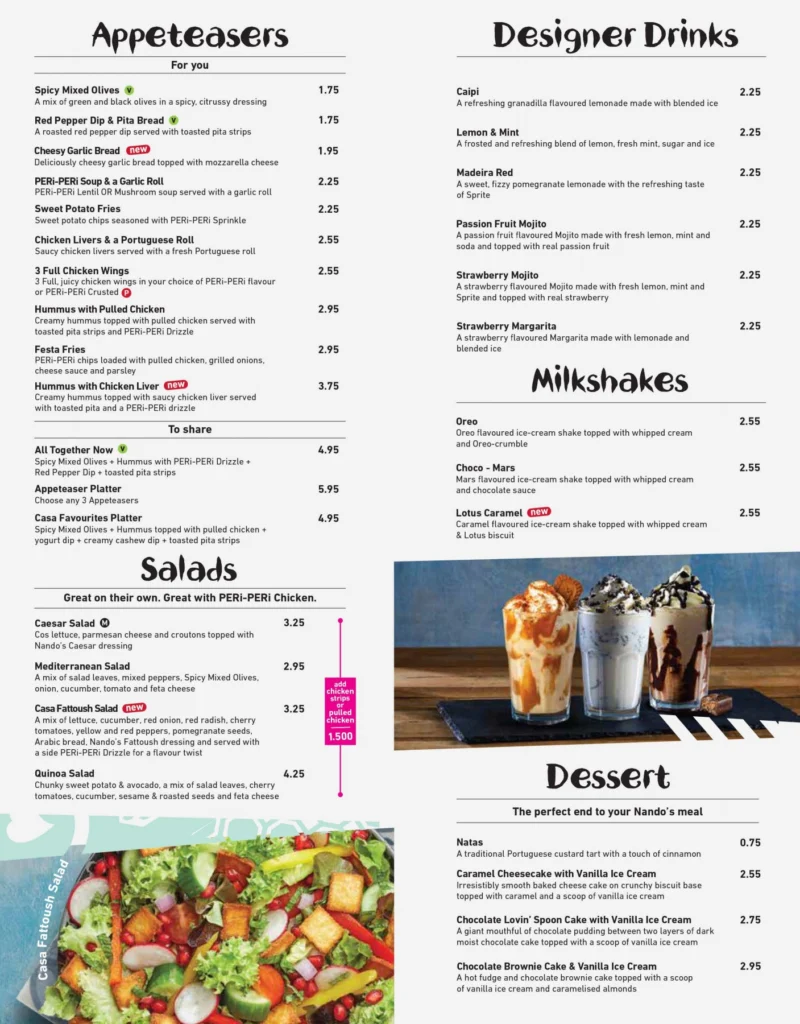 Appeteasers
For you
Spicy Mixed Olives V 1.75
A mix of green and black olives in a spicy, citrussy dressing
Red Pepper Dip & Pita Bread V 1.75
A roasted red pepper dip served with toasted pita strips
Cheesy Garlic Bread new 1.95
Deliciously cheesy garlic bread topped with mozzarella cheese
PERi-PERi Soup & a Garlic Roll 2.25
PERi-PERi Lentil OR Mushroom soup served with a garlic roll
Sweet Potato Fries 2.25
Sweet potato chips seasoned with PERi-PERi Sprinkle
Chicken Livers & a Portuguese Roll 2.55
Saucy chicken livers served with a fresh Portuguese roll
3 Full Chicken Wings 2.55
3 Full, juicy chicken wings in your choice of PERi-PERi flavour
or PERi-PERi Crusted P
Hummus with Pulled Chicken 2.95
Creamy hummus topped with pulled chicken served with
toasted pita strips and PERi-PERi Drizzle
Festa Fries 2.95
PERi-PERi chips loaded with pulled chicken, grilled onions,
cheese sauce and parsley
Hummus with Chicken Liver new 3.75
Creamy hummus topped with saucy chicken liver served
with toasted pita and a PERi-PERi drizzle
To share
All Together Now V 4.95
Spicy Mixed Olives + Hummus with PERi-PERi Drizzle +
Red Pepper Dip + toasted pita strips
Appeteaser Platter 5.95
Choose any 3 Appeteasers
Casa Favourites Platter 4.95
Spicy Mixed Olives + Hummus topped with pulled chicken +
yogurt dip + creamy cashew dip + toasted pita strips
Salads
Great on their own. Great with PERi-PERi Chicken.
Caesar Salad M 3.25
Cos lettuce, parmesan cheese and croutons topped with
Nando's Caesar dressing
Mediterranean Salad 2.95
A mix of salad leaves, mixed peppers, Spicy Mixed Olives,
onion, cucumber, tomato and feta cheese
Casa Fattoush Salad new 3.25
A mix of lettuce, cucumber, red onion, red radish, cherry
tomatoes, yellow and red peppers, pomegranate seeds,
Arabic bread, Nando's Fattoush dressing and served with
a side PERi-PERi Drizzle for a flavour twist
Quinoa Salad 4.25
Chunky sweet potato & avocado, a mix of salad leaves, cherry
tomatoes, cucumber, sesame & roasted seeds and feta cheese
add
chicken
strips
or
pulled
chicken
1.500
Casa Fattoush Salad
Designer Drinks
Caipi 2.25
A refreshing granadilla flavoured lemonade made with blended ice
Lemon & Mint 2.25
A frosted and refreshing blend of lemon, fresh mint, sugar and ice
Madeira Red 2.25
A sweet, fizzy pomegranate lemonade with the refreshing taste
of Sprite
Passion Fruit Mojito 2.25
A passion fruit flavoured Mojito made with fresh lemon, mint and
soda and topped with real passion fruit
Strawberry Mojito 2.25
A strawberry flavoured Mojito made with fresh lemon, mint and
Sprite and topped with real strawberry
Strawberry Margarita 2.25
A strawberry flavoured Margarita made with lemonade and
blended ice
Milkshakes
Oreo 2.55
Oreo flavoured ice-cream shake topped with whipped cream
and Oreo-crumble
Choco - Mars 2.55
Mars flavoured ice-cream shake topped with whipped cream
and chocolate sauce
Lotus Caramel new 2.55
Caramel flavoured ice-cream shake topped with whipped cream
& Lotus biscuit
Dessert
The perfect end to your Nando's meal
Natas 0.75
A traditional Portuguese custard tart with a touch of cinnamon
Caramel Cheesecake with Vanilla Ice Cream 2.55
Irresistibly smooth baked cheese cake on crunchy biscuit base
topped with caramel and a scoop of vanilla ice cream
Chocolate Lovin' Spoon Cake with Vanilla Ice Cream 2.75
A giant mouthful of chocolate pudding between two layers of dark
moist chocolate cake topped with a scoop of vanilla ice cream
Chocolate Brownie Cake & Vanilla Ice Cream 2.95
A hot fudge and chocolate brownie cake topped with a scoop
of vanilla ice cream and caramelised almonds